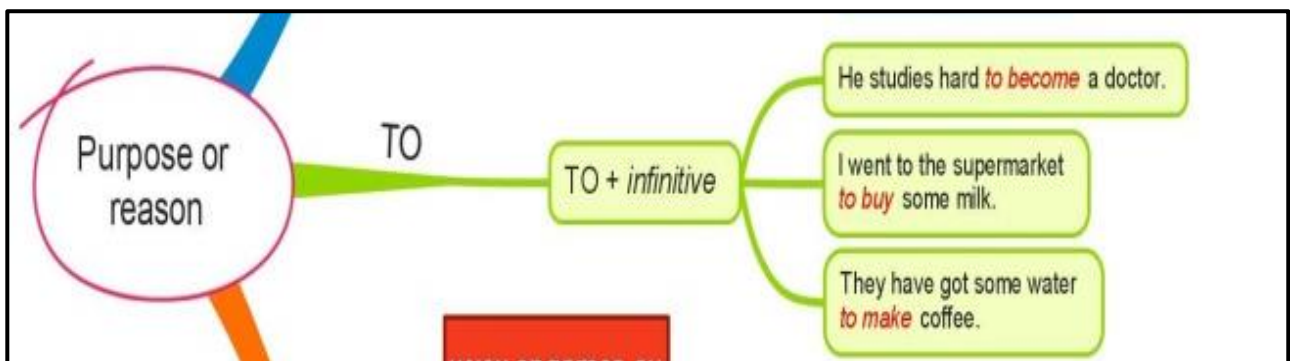 Purpose or
reason
TO
TO + infinitive
He studies hard to become a doctor.
I went to the supermarket
to buy some milk.
They have got some water
to make coffee.